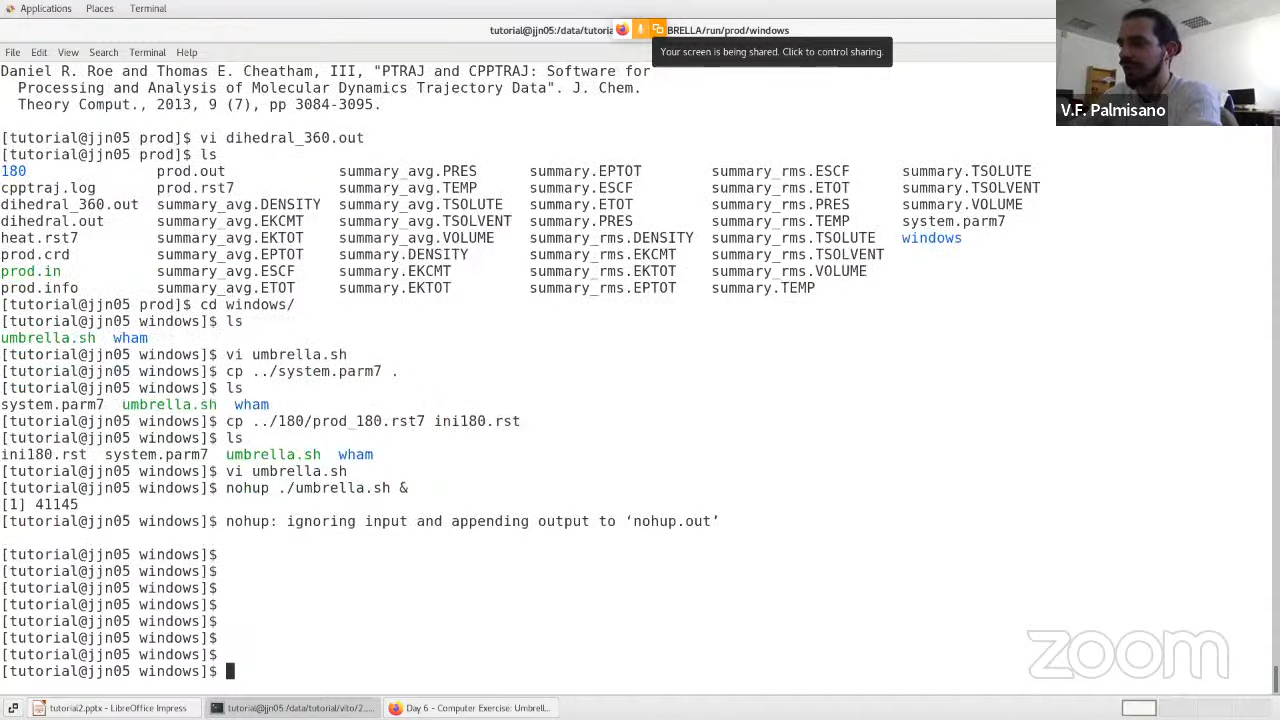 Applications Places Terminal
tutorial@jjn05:/data/tutoria BRELLA/run/prod/windows
File Edit View Search Terminal Help
Your screen is being shared. Click to control sharing.
V.F. Palmisano
Daniel R. Roe and Thomas E. Cheatham, III, "PTRAJ and CPPTRAJ: Software for
Processing and Analysis of Molecular Dynamics Trajectory Data". J. Chem.
Theory Comput., 2013, 9 (7), pp 3084-3095.
[tutorial@jjn05 prod]$ vi dihedral_360.out
[tutorial@jjn05 prod]$ ls
180 prod.out summary_avg.PRES summary.EPTOT summary_rms.ESCF summary.TSOLUTE
cpptraj.log prod.rst7 summary_avg.TEMP summary.ESCF summary_rms.ETOT summary.TSOLVENT
dihedral_360.out summary_avg.DENSITY summary_avg.TSOLUTE summary.ETOT summary_rms.PRES summary.VOLUME
dihedral.out summary_avg.EKCMT summary_avg.TSOLVENT summary.PRES summary_rms.TEMP system.parm7
heat.rst7 summary_avg.EKTOT summary_avg.VOLUME summary_rms.DENSITY summary_rms.TSOLUTE windows
prod.crd summary_avg.EPTOT summary.DENSITY summary_rms.EKCMT summary_rms.TSOLVENT
prod.in summary_avg.ESCF summary.EKCMT summary_rms.EKTOT summary_rms.VOLUME
prod.info summary_avg.ETOT summary.EKTOT summary_rms.EPTOT summary.TEMP
[tutorial@jjn05 prod]$ cd windows/
[tutorial@jjn05 windows]$ ls
umbrella.sh wham
[tutorial@jjn05 windows]$ vi umbrella.sh
[tutorial@jjn05 windows]$ cp ../system.parm7 .
[tutorial@jjn05 windows]$ ls
system.parm7 umbrella.sh wham
[tutorial@jjn05 windows]$ cp ../180/prod_180.rst7 ini180.rst
[tutorial@jjn05 windows]$ ls
ini180.rst system.parm7 umbrella.sh wham
[tutorial@jjn05 windows]$ vi umbrella.sh
[tutorial@jjn05 windows]$ nohup ./umbrella.sh &
[1] 41145
[tutorial@jjn05 windows]$ nohup: ignoring input and appending output to ‘nohup.out’
[tutorial@jjn05 windows]$
[tutorial@jjn05 windows]$
[tutorial@jjn05 windows]$
[tutorial@jjn05 windows]$
[tutorial@jjn05 windows]$
[tutorial@jjn05 windows]$
[tutorial@jjn05 windows]$
[tutorial@jjn05 windows]$
zoom
tutorial2.pptx - LibreOffice Impress tutorial@jjn05:/data/tutorial/vito/2.... Day 6 – Computer Exercise: Umbrell...